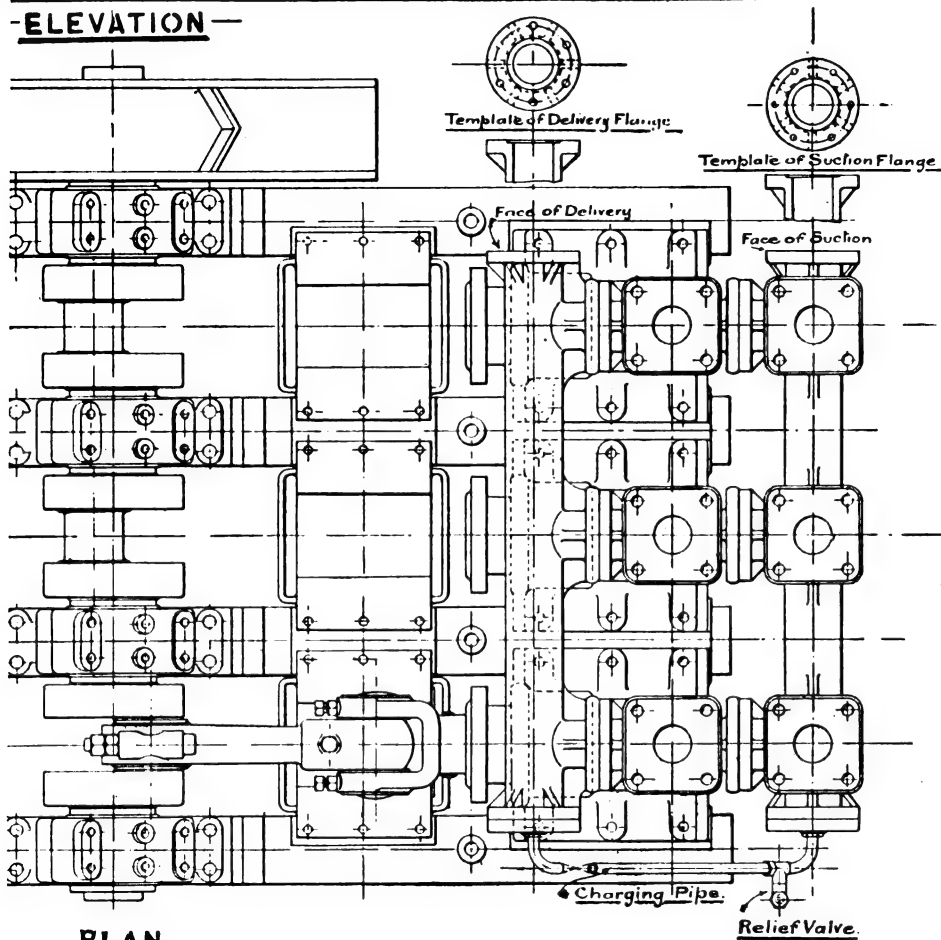 -ELEVATION-
Template of Delivery Flange
Template of Suction Flange
Face of Delivery
Face of Suction
Charging Pipe.
Relief Valve.
PLAN